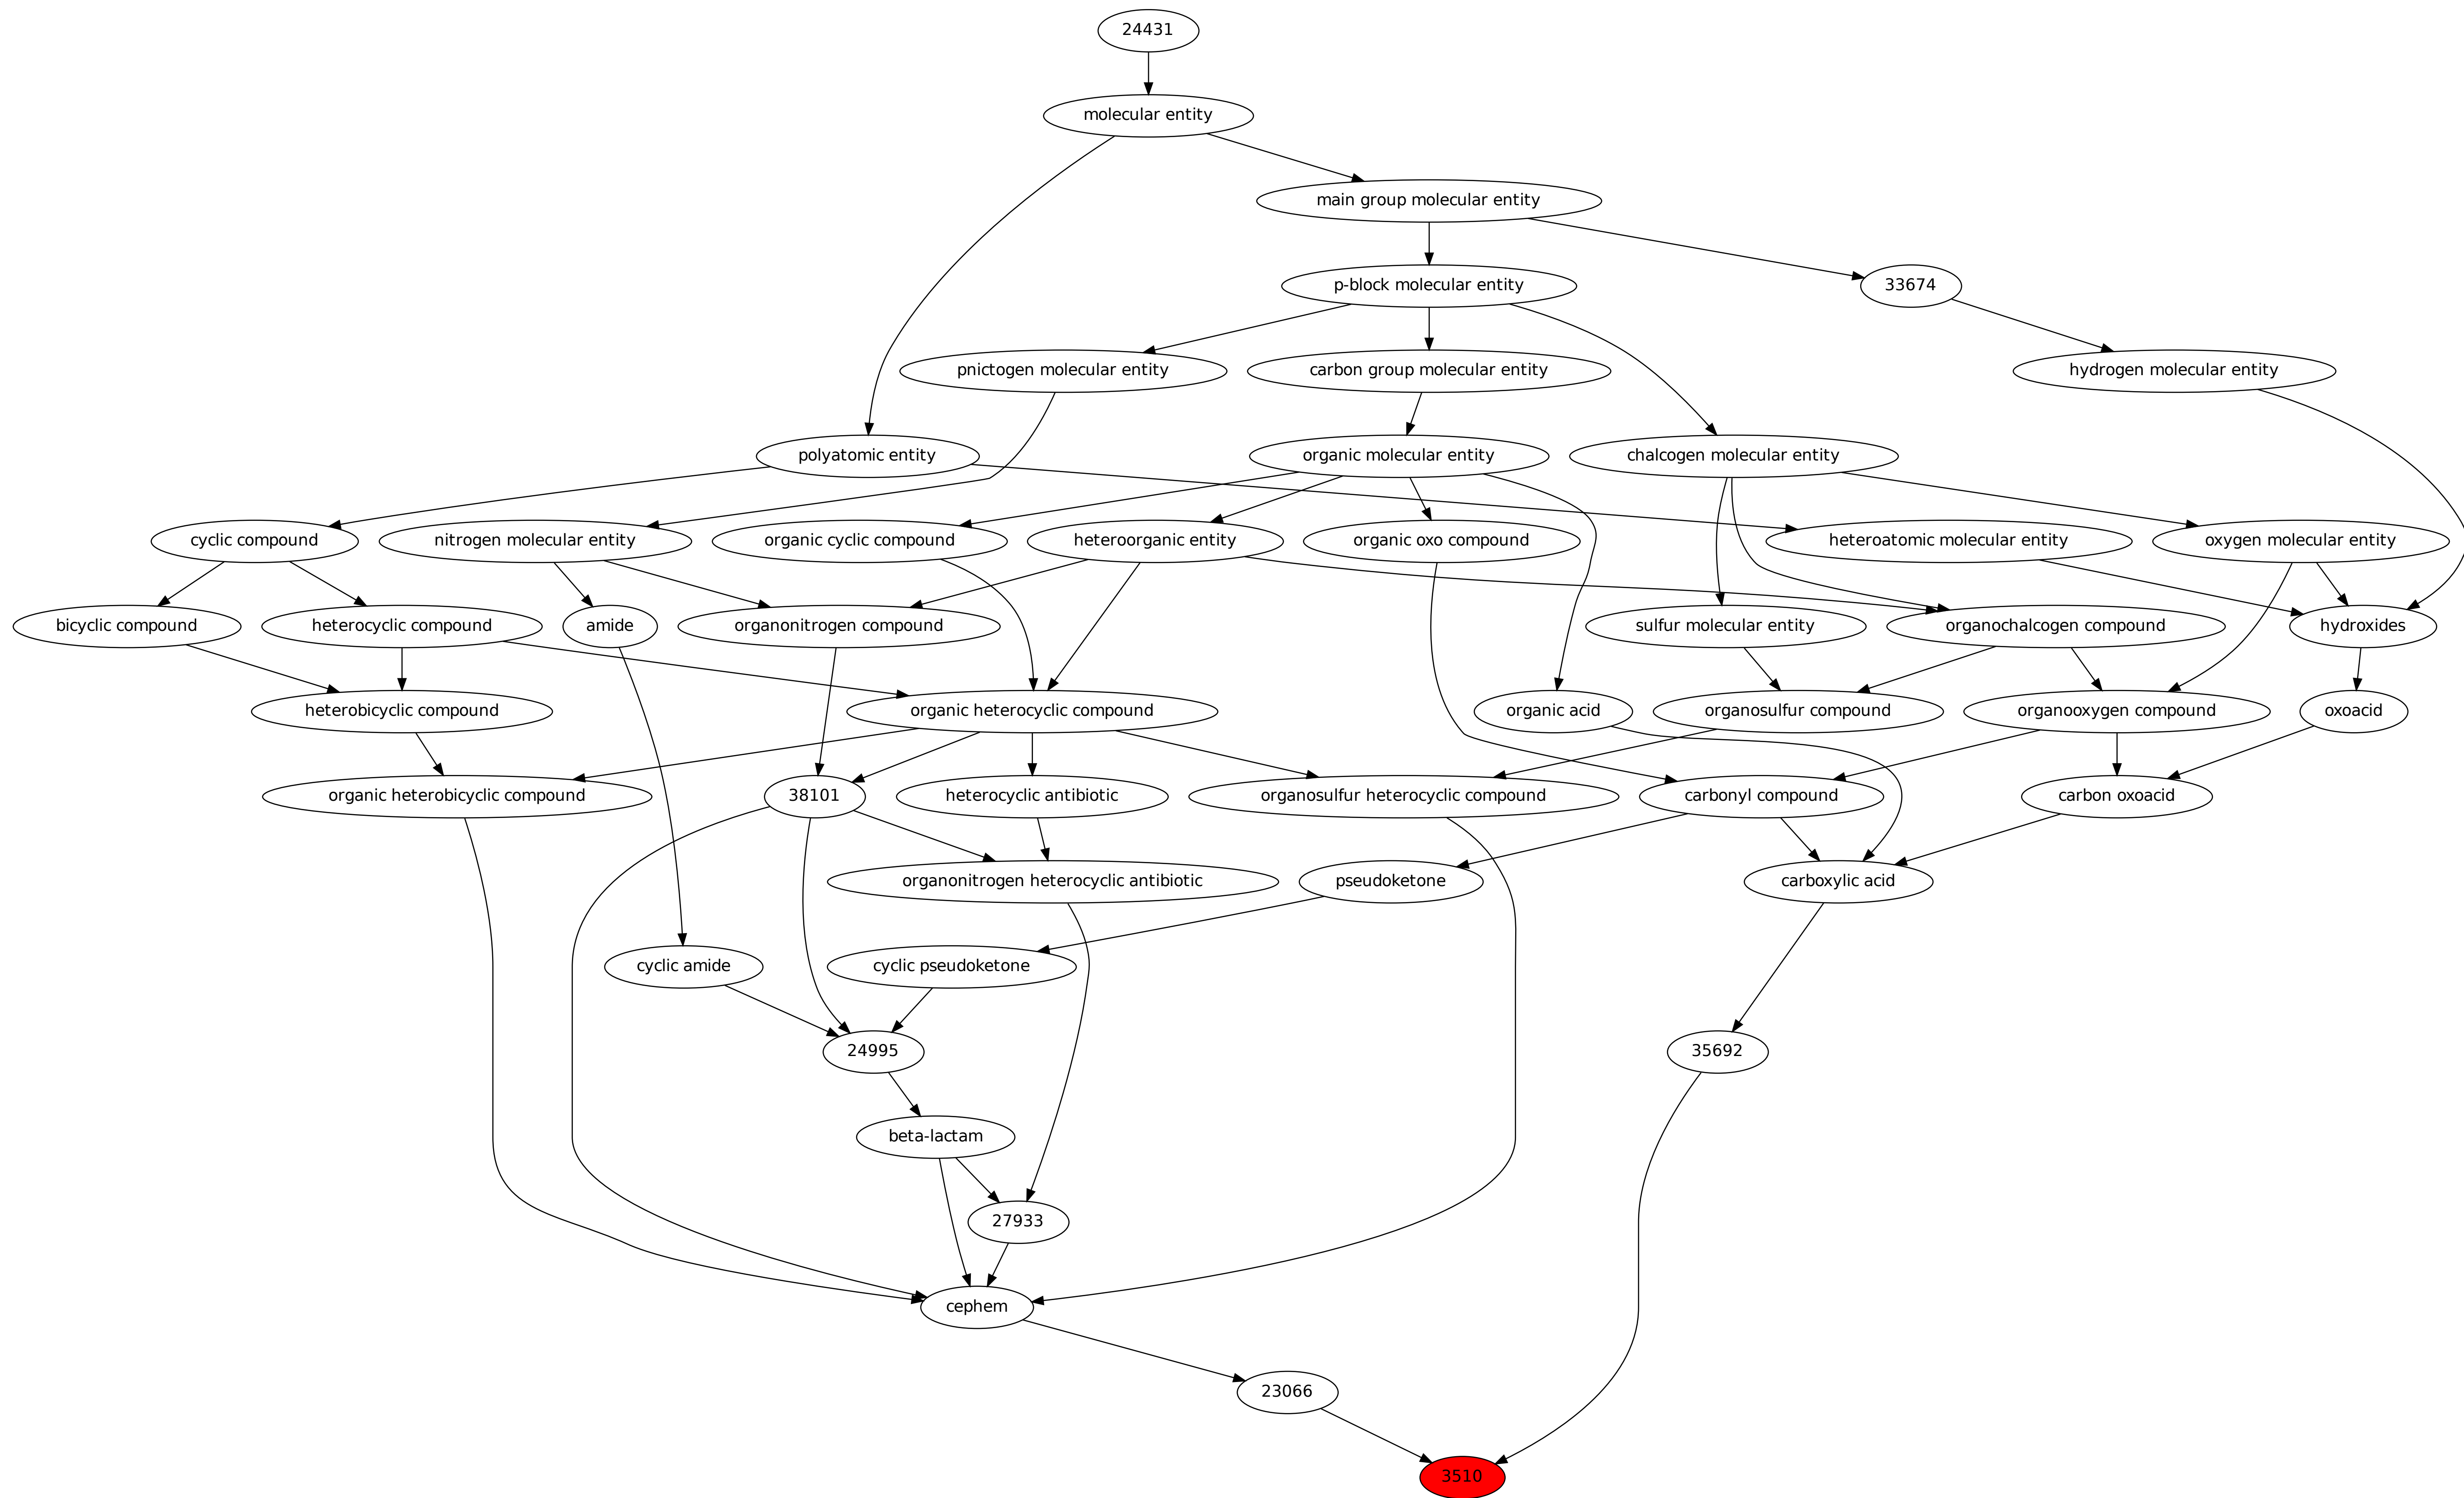 24431
molecular entity
main group molecular entity
p-block molecular entity
33674
pnictogen molecular entity
carbon group molecular entity
hydrogen molecular entity
polyatomic entity
organic molecular entity
chalcogen molecular entity
cyclic compound
nitrogen molecular entity
organic cyclic compound
heteroorganic entity
organic oxo compound
heteroatomic molecular entity
oxygen molecular entity
bicyclic compound
heterocyclic compound
amide
organonitrogen compound
sulfur molecular entity
organochalcogen compound
hydroxides
heterobicyclic compound
organic heterocyclic compound
organic acid
organosulfur compound
organooxygen compound
oxoacid
organic heterobicyclic compound
38101
heterocyclic antibiotic
organosulfur heterocyclic compound
carbonyl compound
carbon oxoacid
organonitrogen heterocyclic antibiotic
pseudoketone
carboxylic acid
cyclic amide
cyclic pseudoketone
24995
35692
beta-lactam
27933
cephem
23066
3510